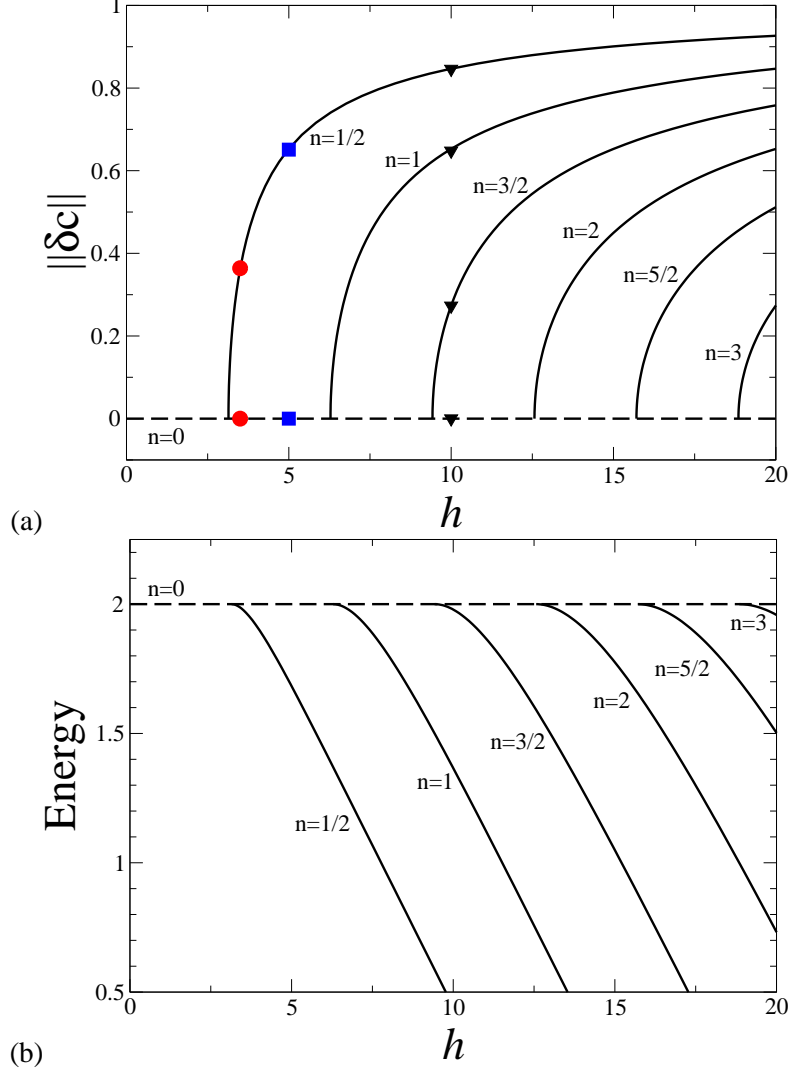 1
0.8
0.6
0.4
0.2
0
||δc||
n=1/2
n=1
n=3/2
n=2
n=5/2
n=3
n=0
0 5 10 15 20
h
(a)
2
1.5
1
0.5
Energy
n=0
n=3
n=5/2
n=2
n=3/2
n=1
n=1/2
0 5 10 15 20
h
(b)